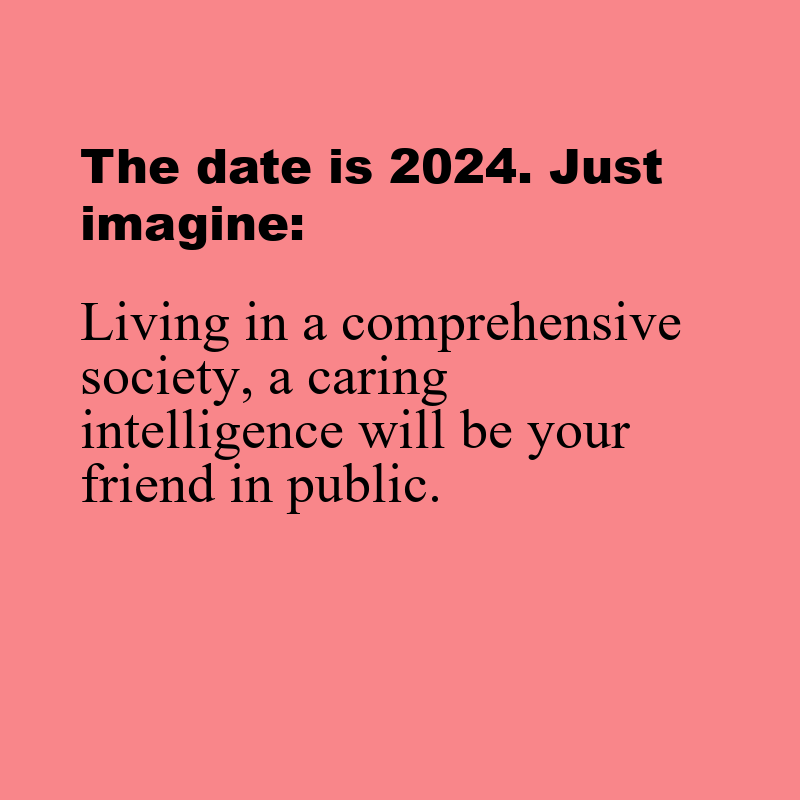 The date is 2024. Just
imagine:
Living in a comprehensive
society, a caring
intelligence will be your
friend in public.